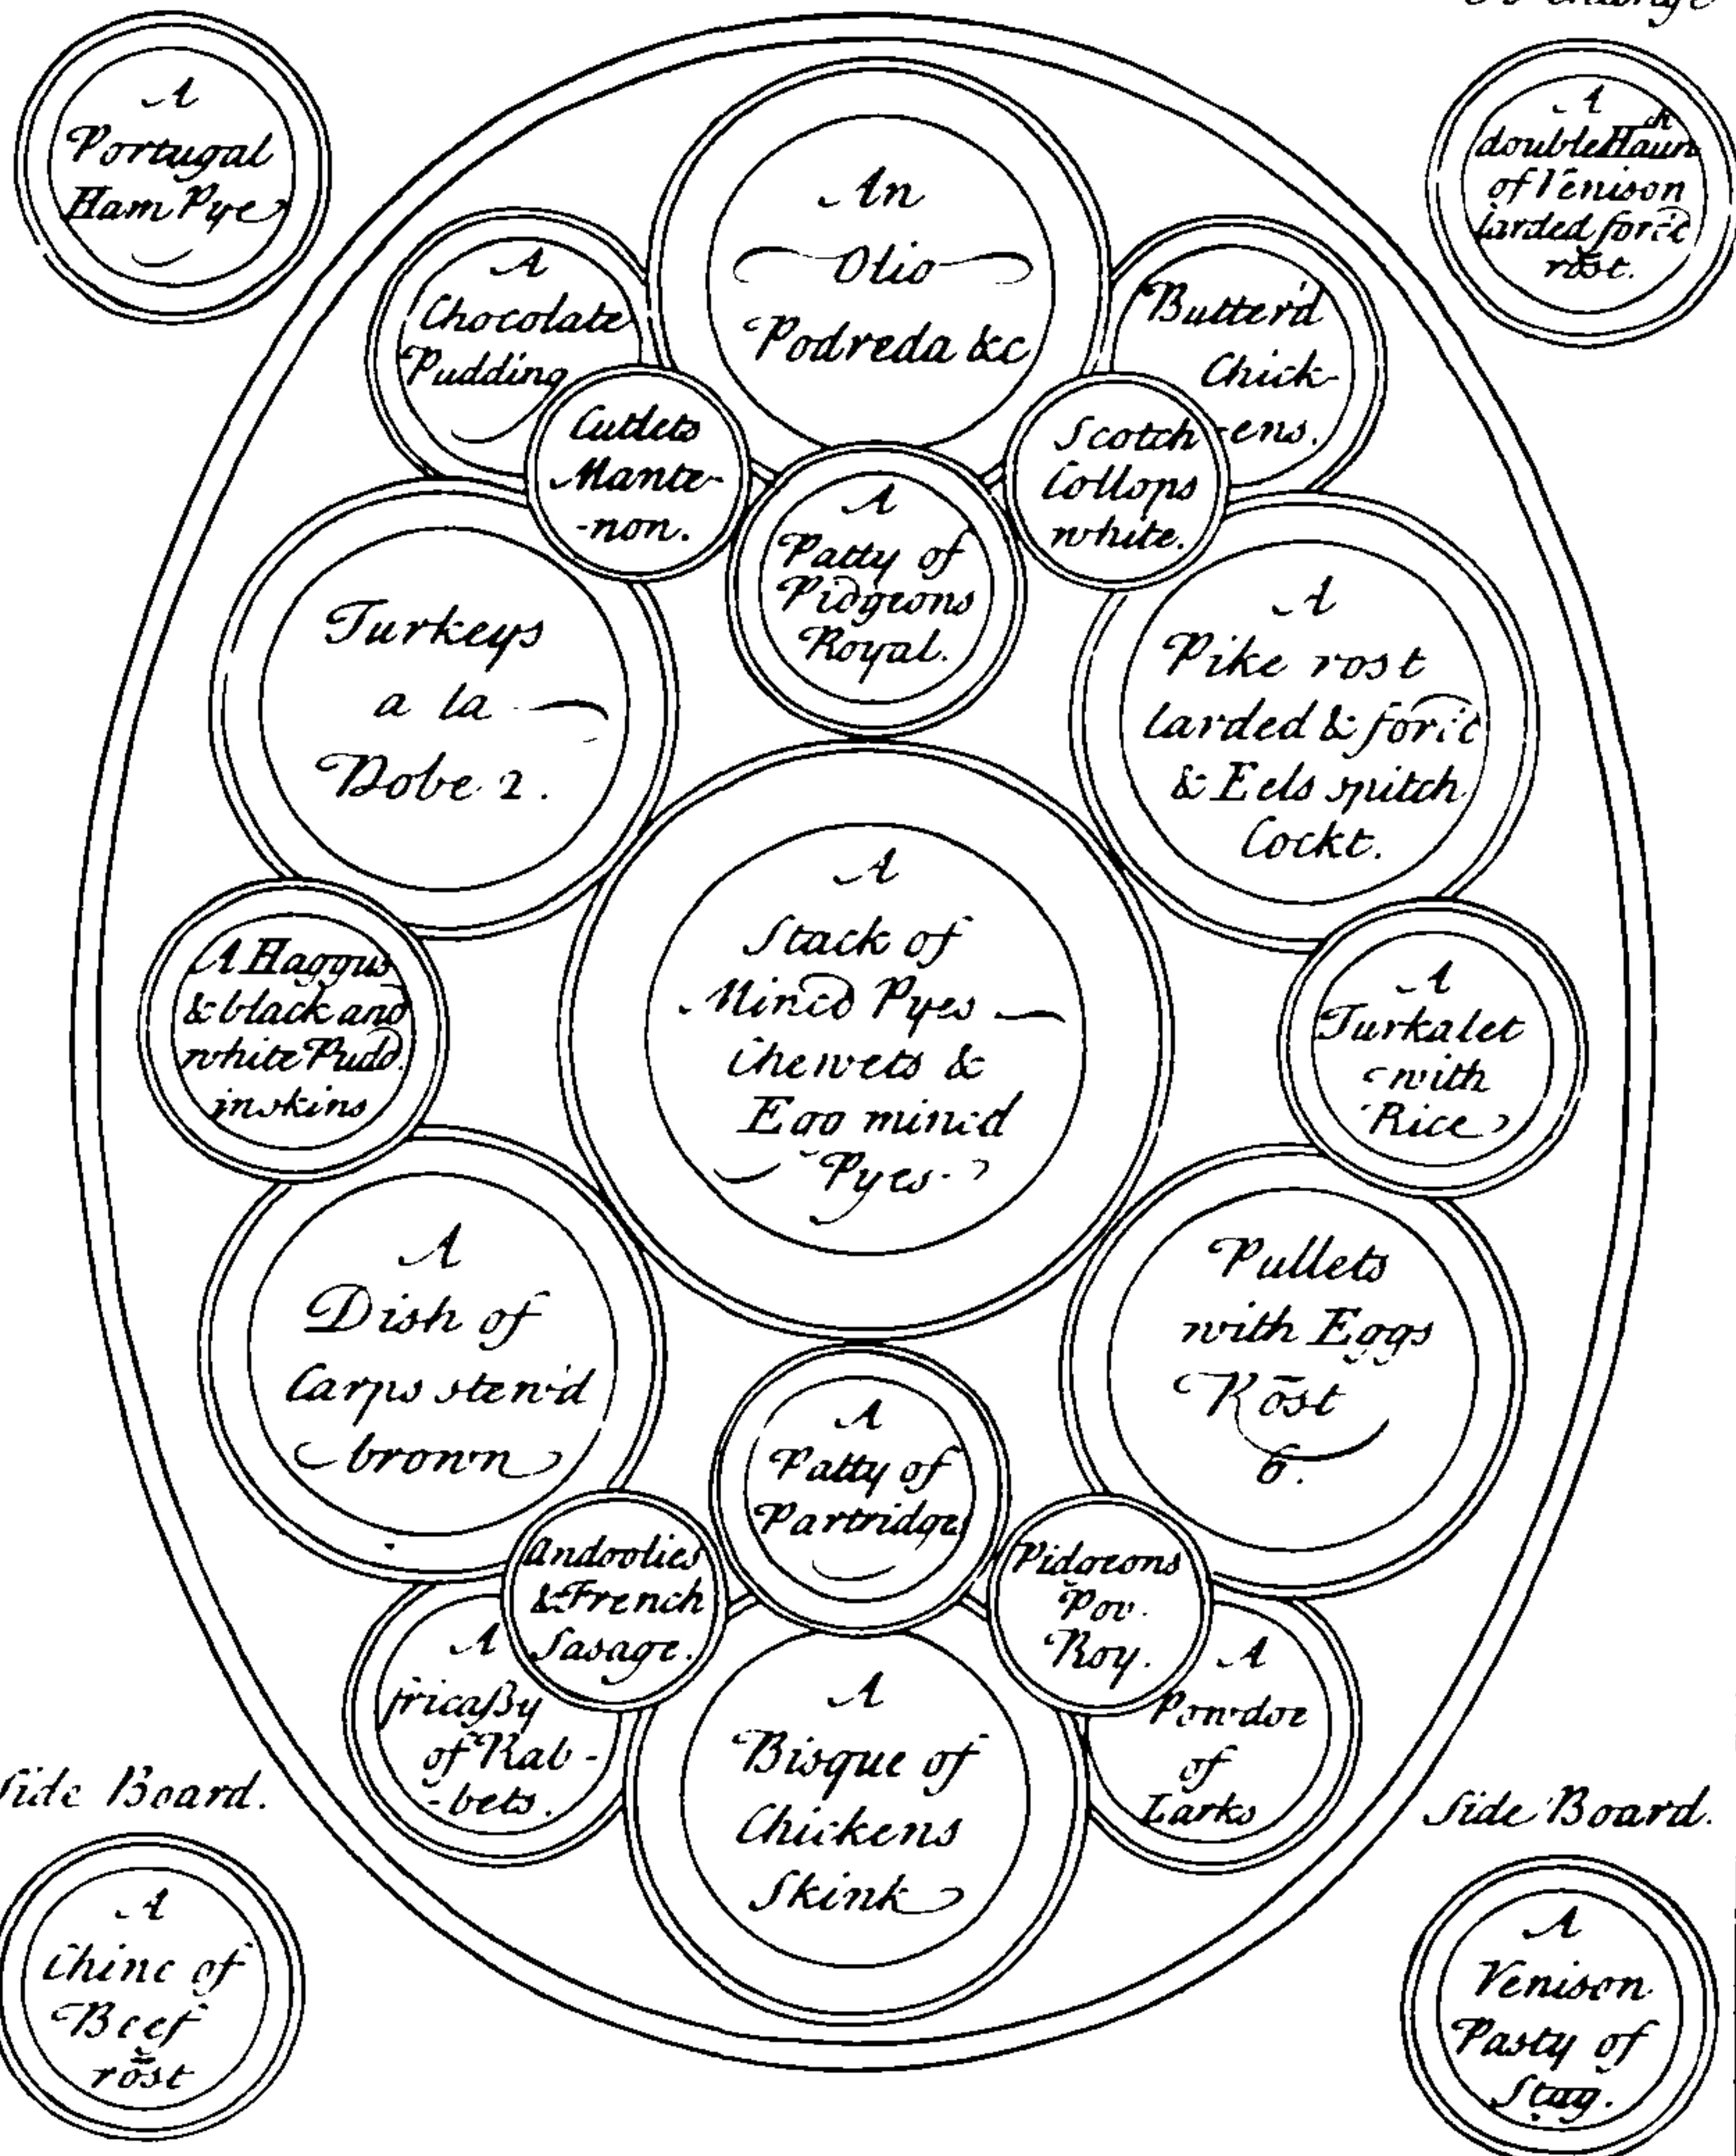 A
Portugal
Ham Pye
A
double Haunch
of Venison
larded forc'd
rost.
An
Olio
Podreda &c
A
Chocolate
Pudding
Butter'd
Chick-
-ens.
Cutlets
Mante-
-non.
Scotch
Collops
white.
A
Patty of
Pidgeons
Royal.
Turkeys
a la
Dobe 2.
A
Pike rost
larded & forc'd
& Eels spitch
Cockt.
A
Stack of
Minc'd Pyes
Chewets &
Egg minc'd
Pyes
A Haggus
& black and
white Pudd.
in skins
A
Turkalet
with
Rice
A
Dish of
Carps stew'd
brown
Pullets
with Eggs
Rost
6.
A
Patty of
Partridge
Andoolies
& French
Sasage.
Pidgeons
Pov.
Roy.
A
fricaßy
of Rab-
-bets.
A
Bisque of
Chickens
Skink
A
Powdoe
of
Larks
Side Board.
Side Board.
A
Chine of
Beef
rost
A
Venison
Pasty of
Stag.